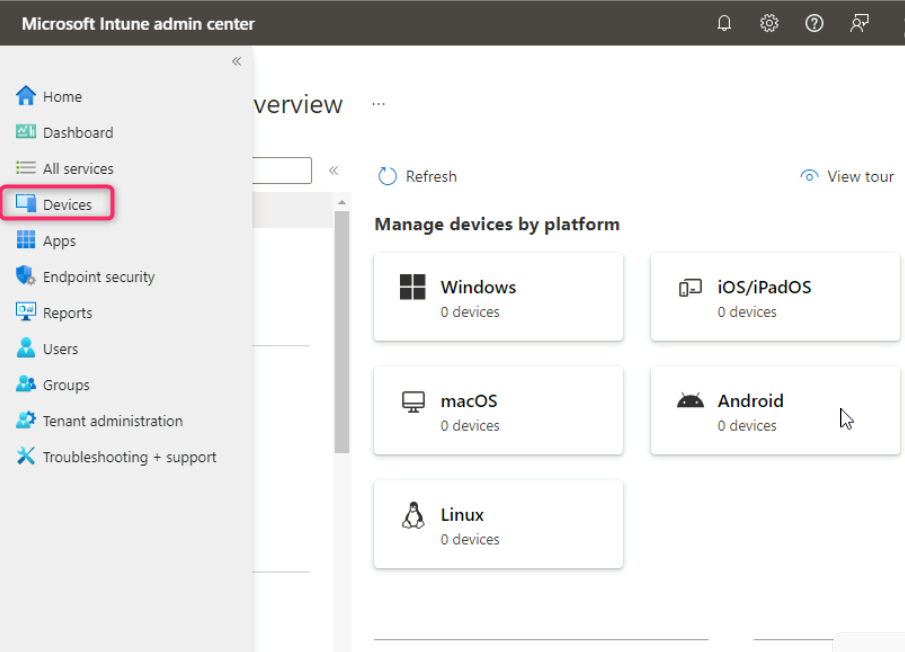 Microsoft Intune admin center
Home
Dashboard
All services
Devices
Apps
Endpoint security
Reports
Users
Groups
Tenant administration
Troubleshooting + support
verview
Refresh
View tour
Manage devices by platform
Windows
0 devices
iOS/iPadOS
0 devices
macOS
0 devices
Android
0 devices
Linux
0 devices